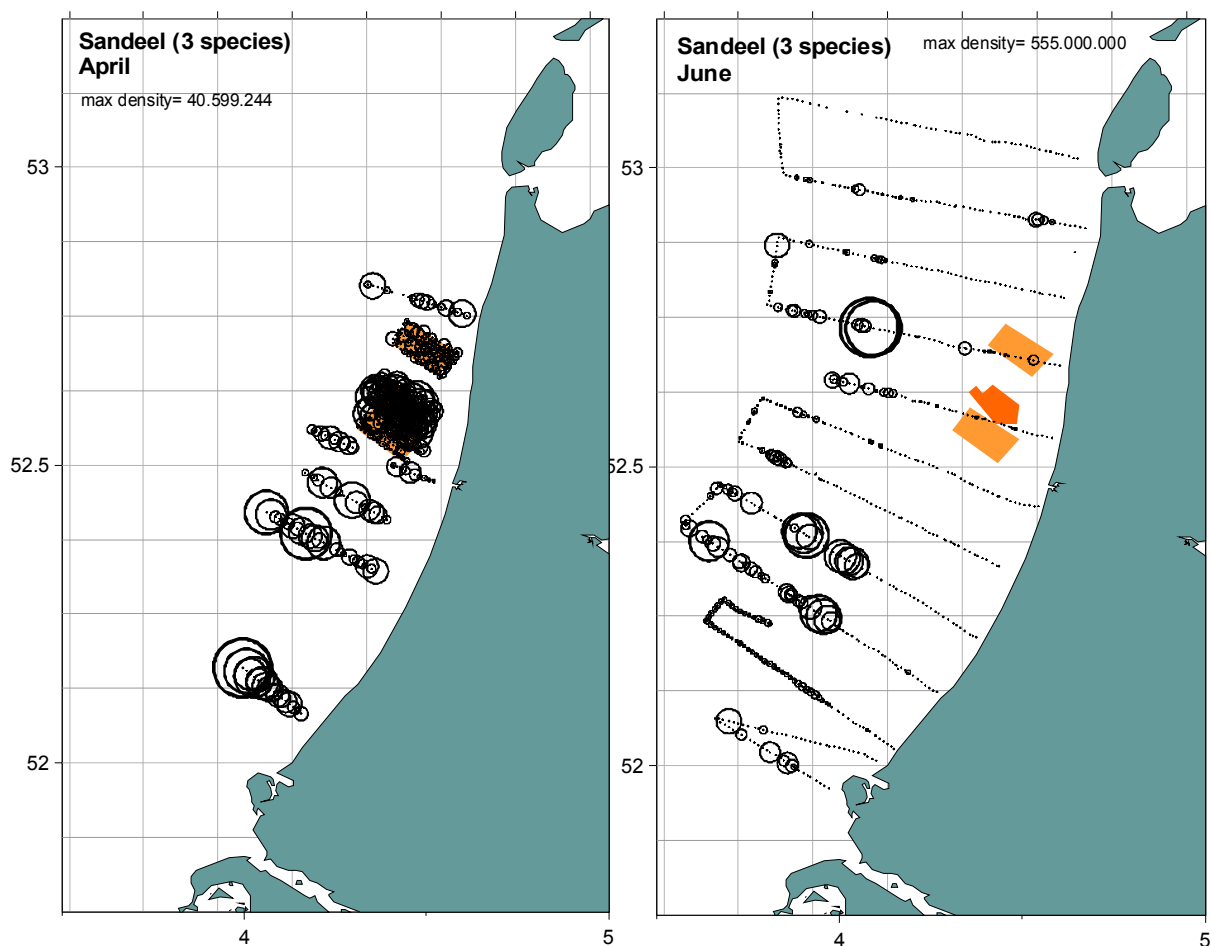 Sandeel (3 species)
April
max density= 40.599.244
53
52.5
52
4
5
Sandeel (3 species)
June
max density= 555.000.000
53
52.5
52
4
5